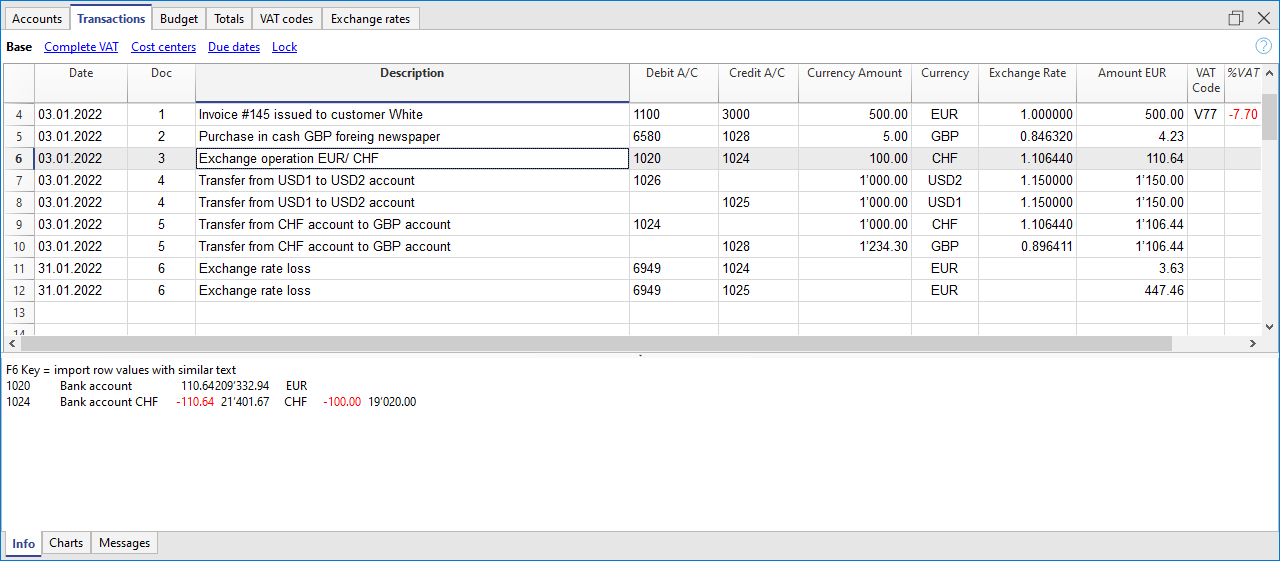 Accounts Transactions Budget Totals VAT codes Exchange rates
Base Complete VAT Cost centers Due dates Lock
Date Doc Description Debit A/C Credit A/C Currency Amount Currency Exchange Rate Amount EUR VAT Code %VAT
4 03.01.2022 1 Invoice #145 issued to customer White 1100 3000 500.00 EUR 1.000000 500.00 V77 -7.70
5 03.01.2022 2 Purchase in cash GBP foreing newspaper 6580 1028 5.00 GBP 0.846320 4.23
6 03.01.2022 3 Exchange operation EUR/ CHF 1020 1024 100.00 CHF 1.106440 110.64
7 03.01.2022 4 Transfer from USD1 to USD2 account 1026 1'000.00 USD2 1.150000 1'150.00
8 03.01.2022 4 Transfer from USD1 to USD2 account 1025 1'000.00 USD1 1.150000 1'150.00
9 03.01.2022 5 Transfer from CHF account to GBP account 1024 1'000.00 CHF 1.106440 1'106.44
10 03.01.2022 5 Transfer from CHF account to GBP account 1028 1'234.30 GBP 0.896411 1'106.44
11 31.01.2022 6 Exchange rate loss 6949 1024 EUR 3.63
12 31.01.2022 6 Exchange rate loss 6949 1025 EUR 447.46
13
14
F6 Key = import row values with similar text
1020 Bank account 110.64 209'332.94 EUR
1024 Bank account CHF -110.64 21'401.67 CHF -100.00 19'020.00
Info Charts Messages